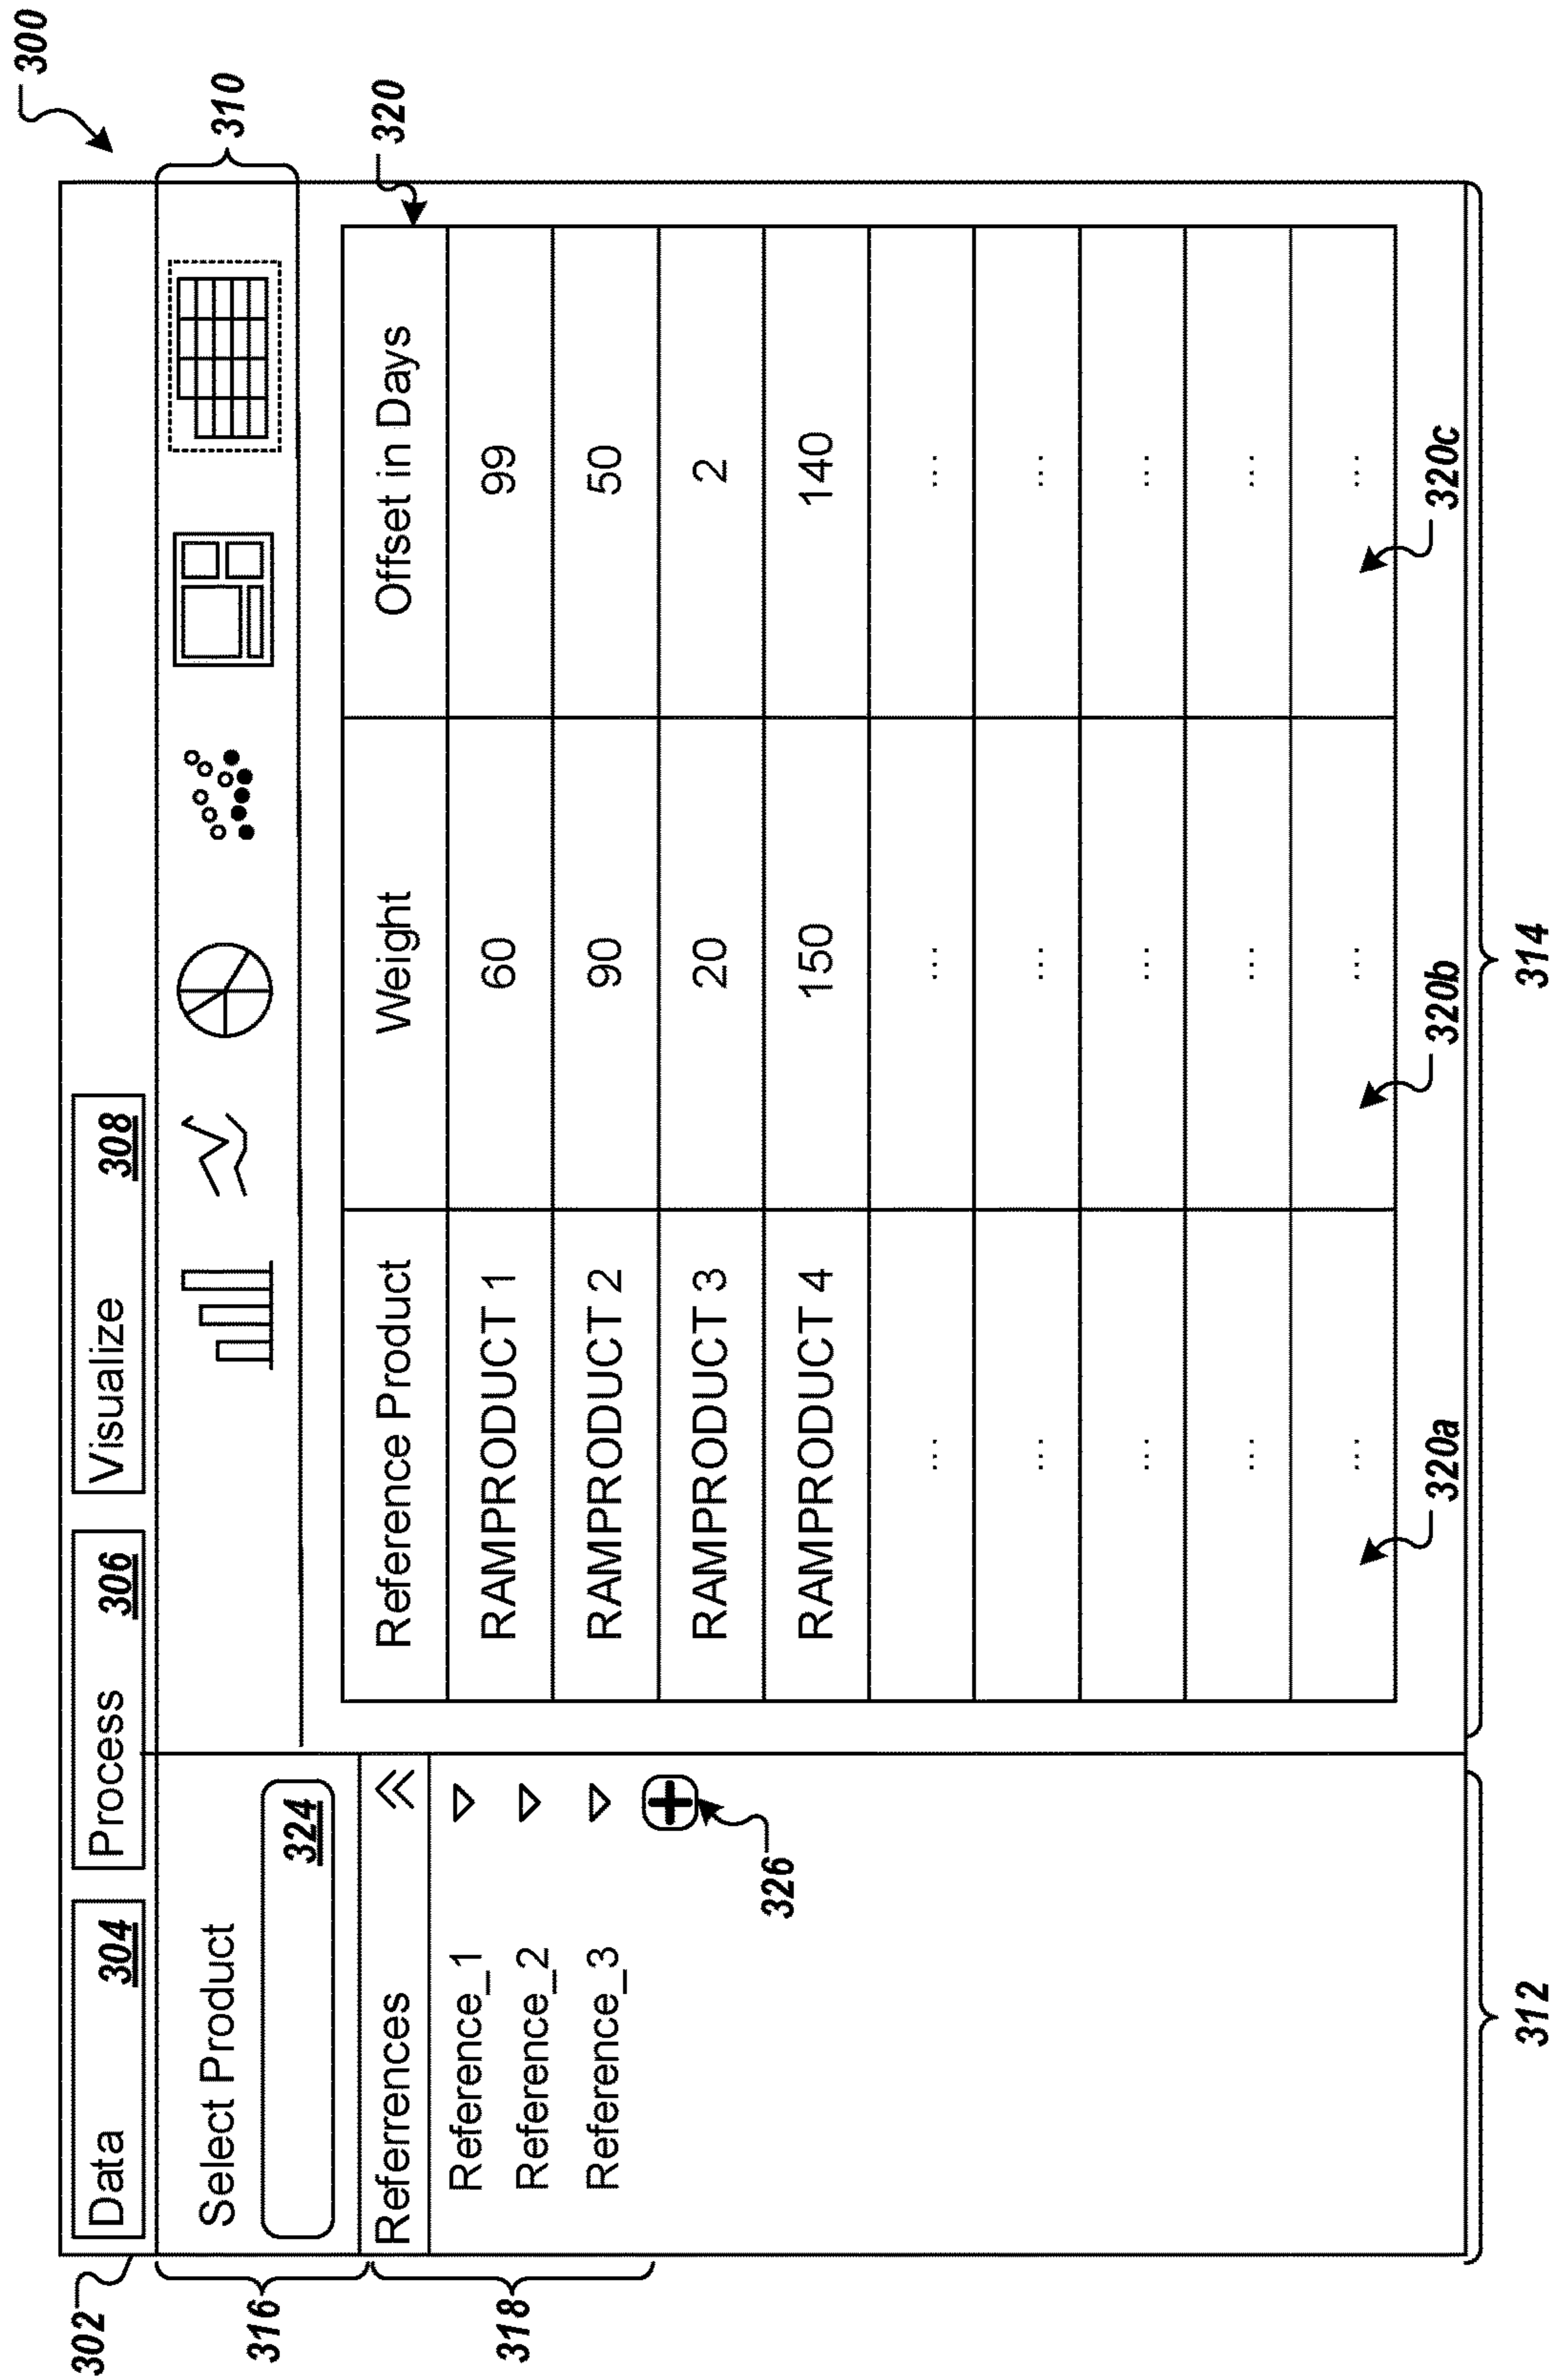 300
302
Data 304
Process 306
Visualize 308
310
316
Select Product
324
Referrences
318
Reference_1
Reference_2
Reference_3
326
320
Reference Product Weight Offset in Days
RAMPRODUCT 1 60 99
RAMPRODUCT 2 90 50
RAMPRODUCT 3 20 2
RAMPRODUCT 4 150 140
... ... ...
... ... ...
... ... ...
... ... ...
... ... ...
320a 320b 320c
312 314